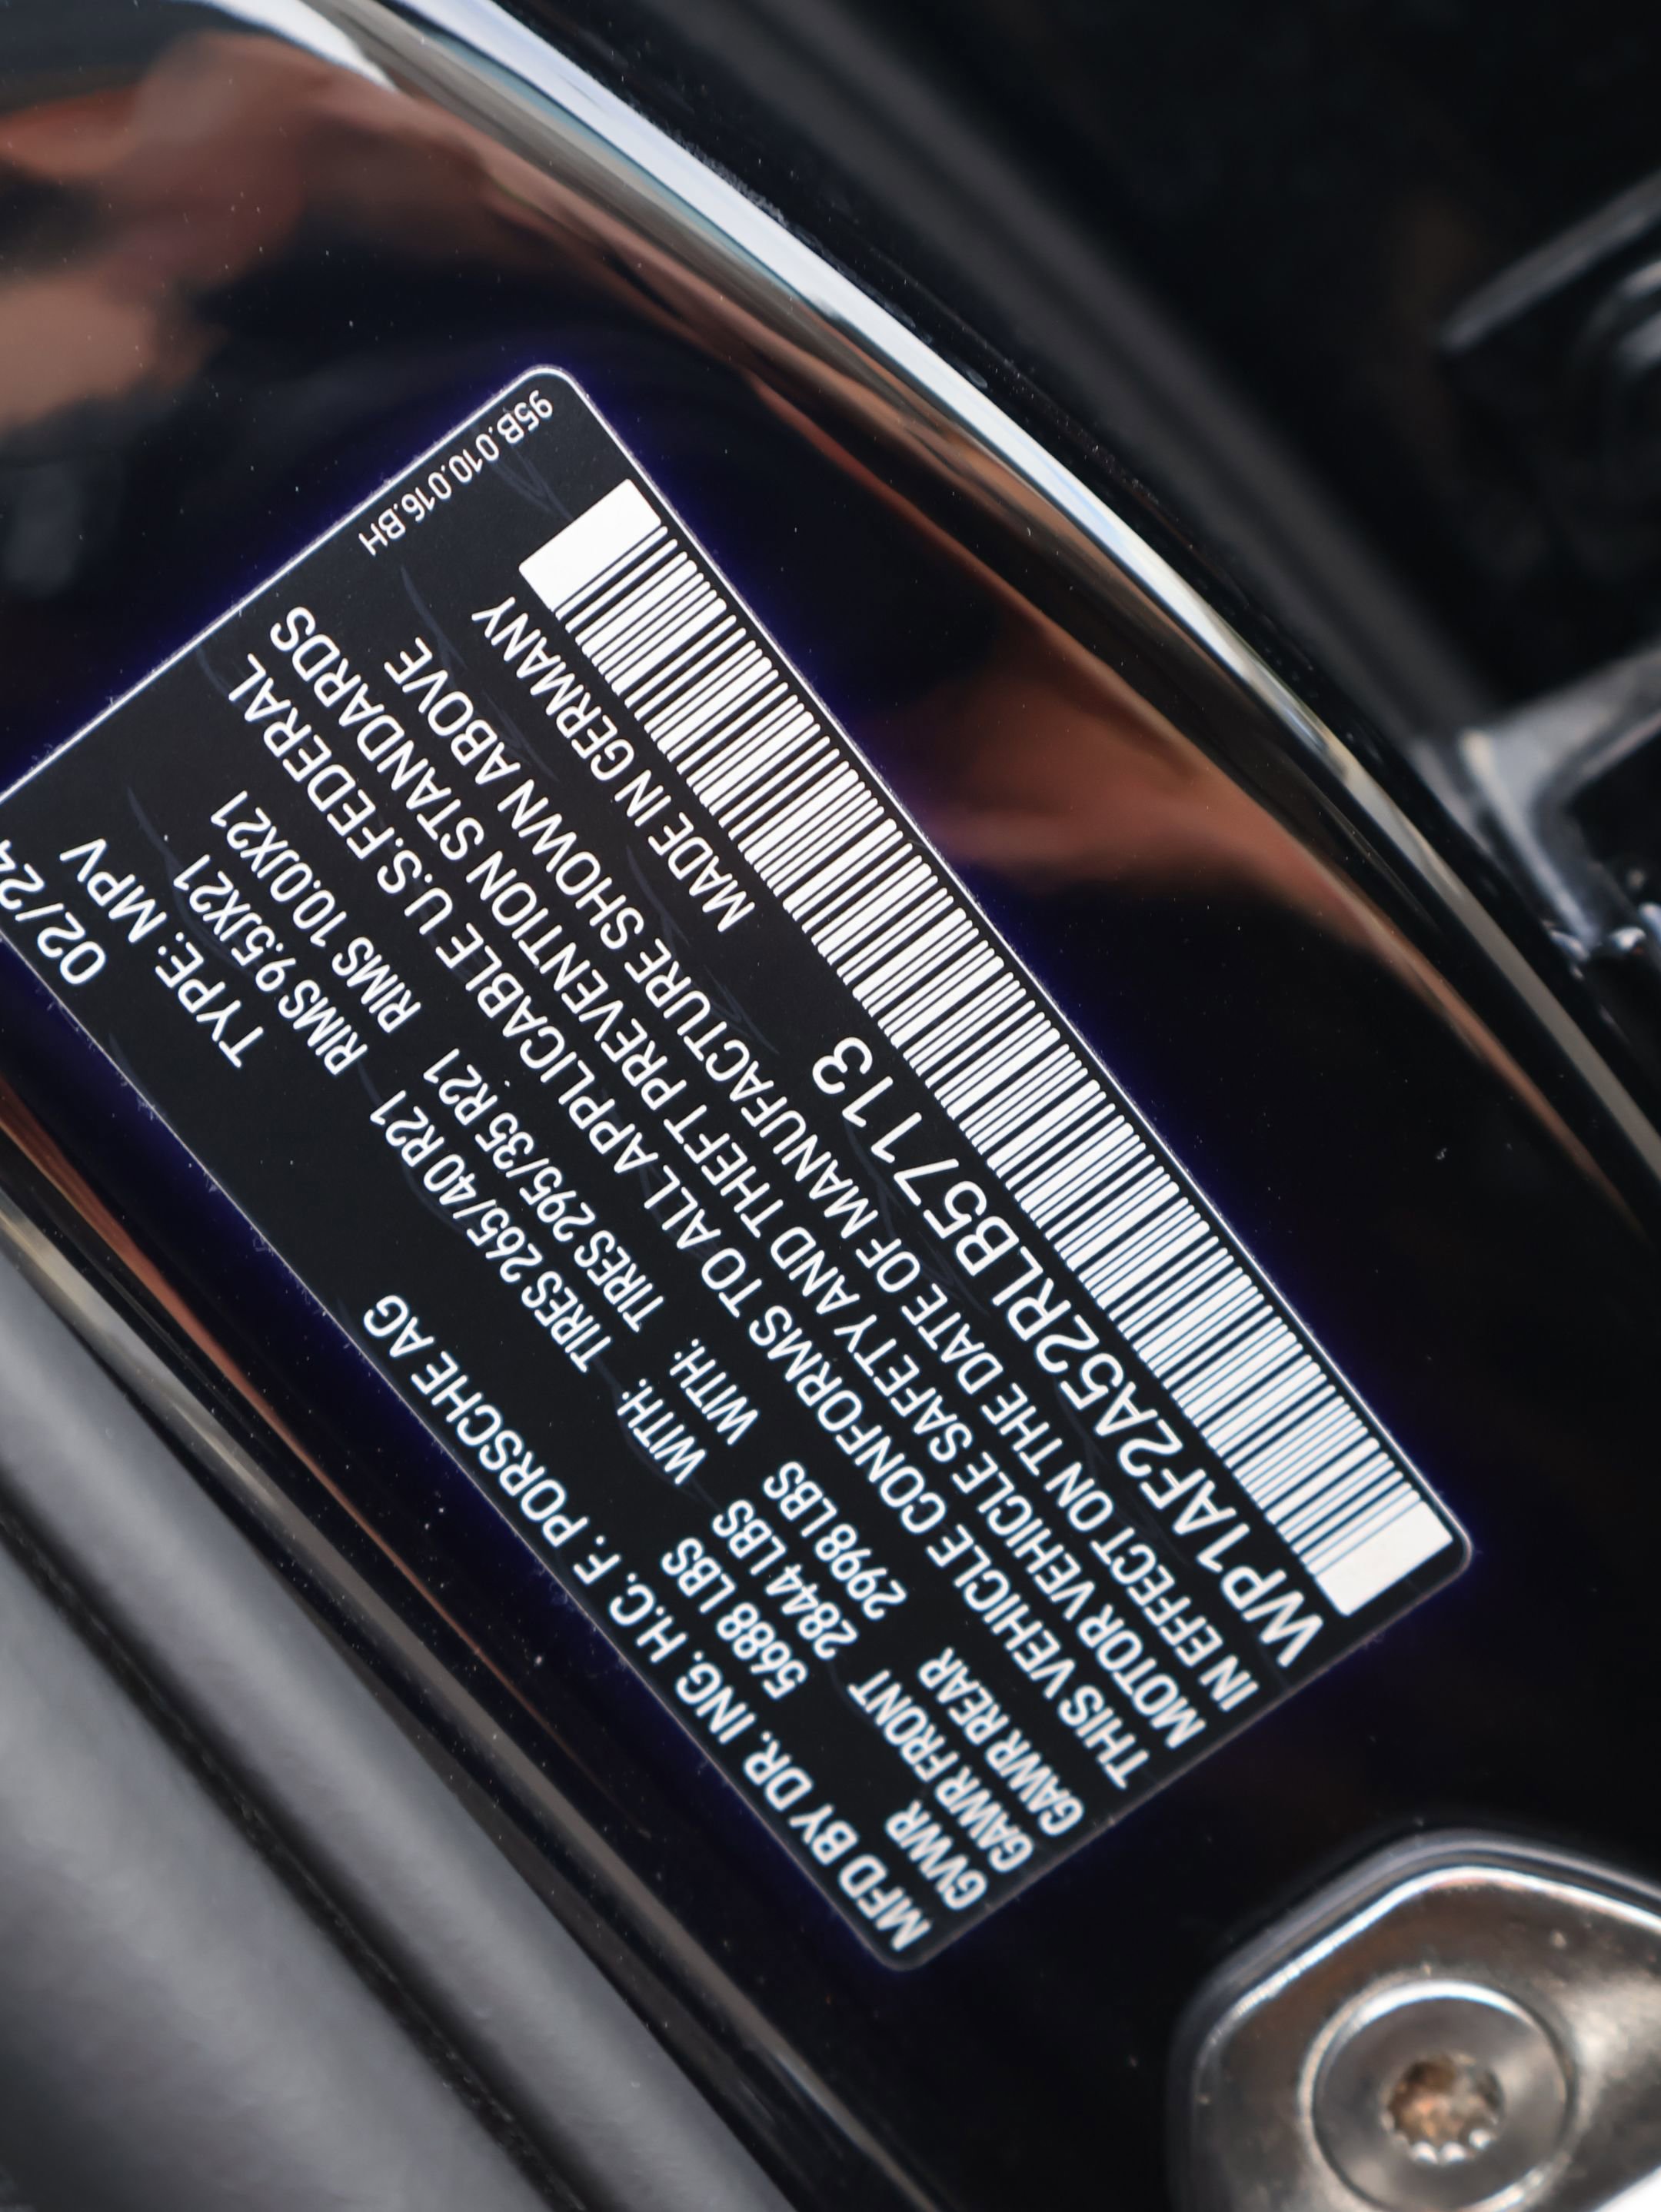 MFD BY DR. ING. H.C. F. PORSCHE AG 02/24
GVWR 5688 LBS TYPE: MPV
GAWR FRONT 2844 LBS WITH: TIRES 265/40 R21 RIMS 9.5JX21
GAWR REAR 2998 LBS WITH: TIRES 295/35 R21 RIMS 10.0JX21
THIS VEHICLE CONFORMS TO ALL APPLICABLE U.S.FEDERAL
MOTOR VEHICLE SAFETY AND THEFT PREVENTION STANDARDS
IN EFFECT ON THE DATE OF MANUFACTURE SHOWN ABOVE
WP1AF2A52RLB57113 MADE IN GERMANY
95B.010.016.BH